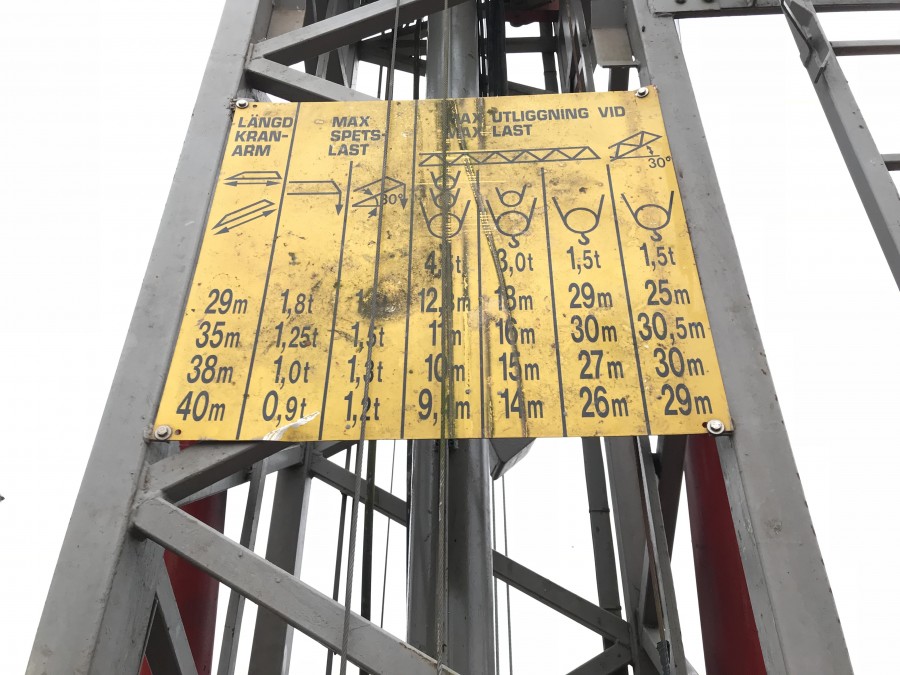 LÄNGD
KRAN-
ARM
MAX
SPETS-
LAST
MAX UTLIGGNING VID
MAX LAST
30°
30°
3,0t 1,5t 1,5t
29m 1,8t 18m 29m 25m
35m 1,25t 1,5t 11m 16m 30m 30,5m
38m 1,0t 1,3t 10m 15m 27m 30m
40m 0,9t 1,2t 14m 26m 29m